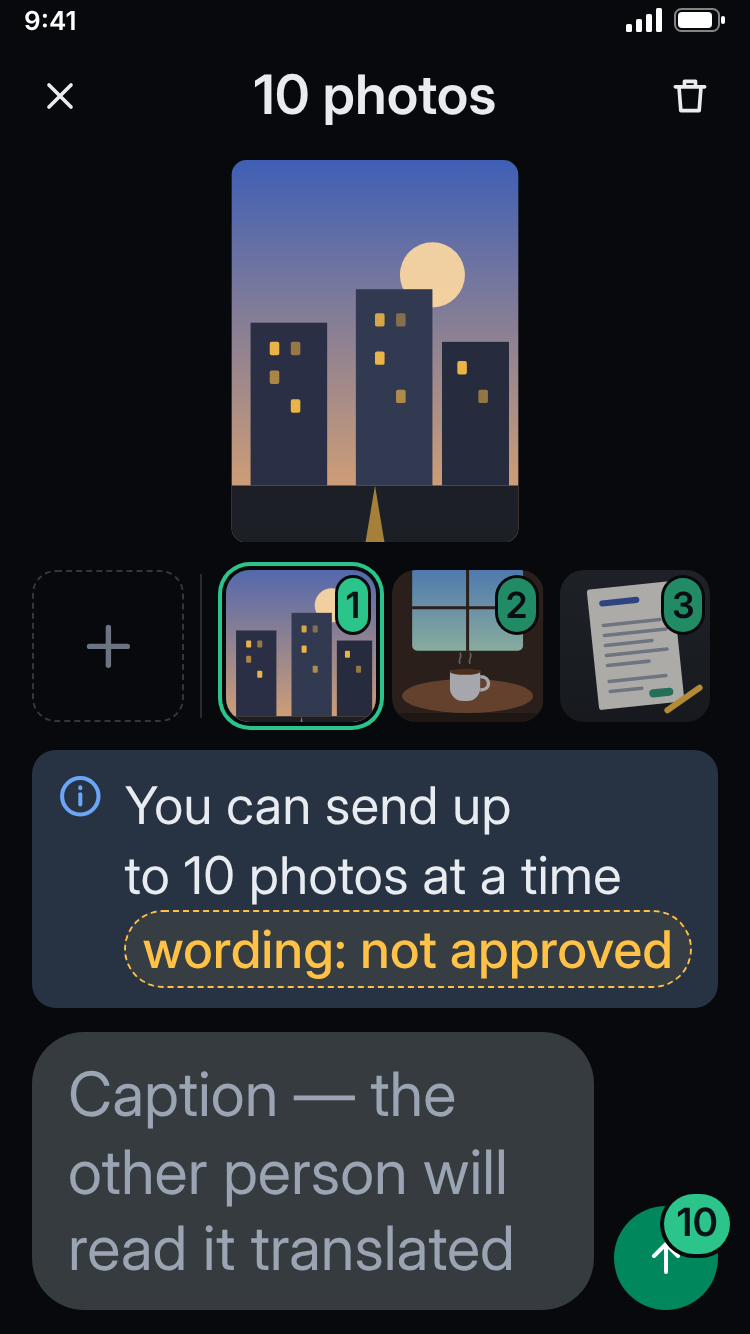 9:41
10 photos
1
2
3
You can send up
to 10 photos at a time
wording: not approved
Caption — the
other person will
read it translated
10